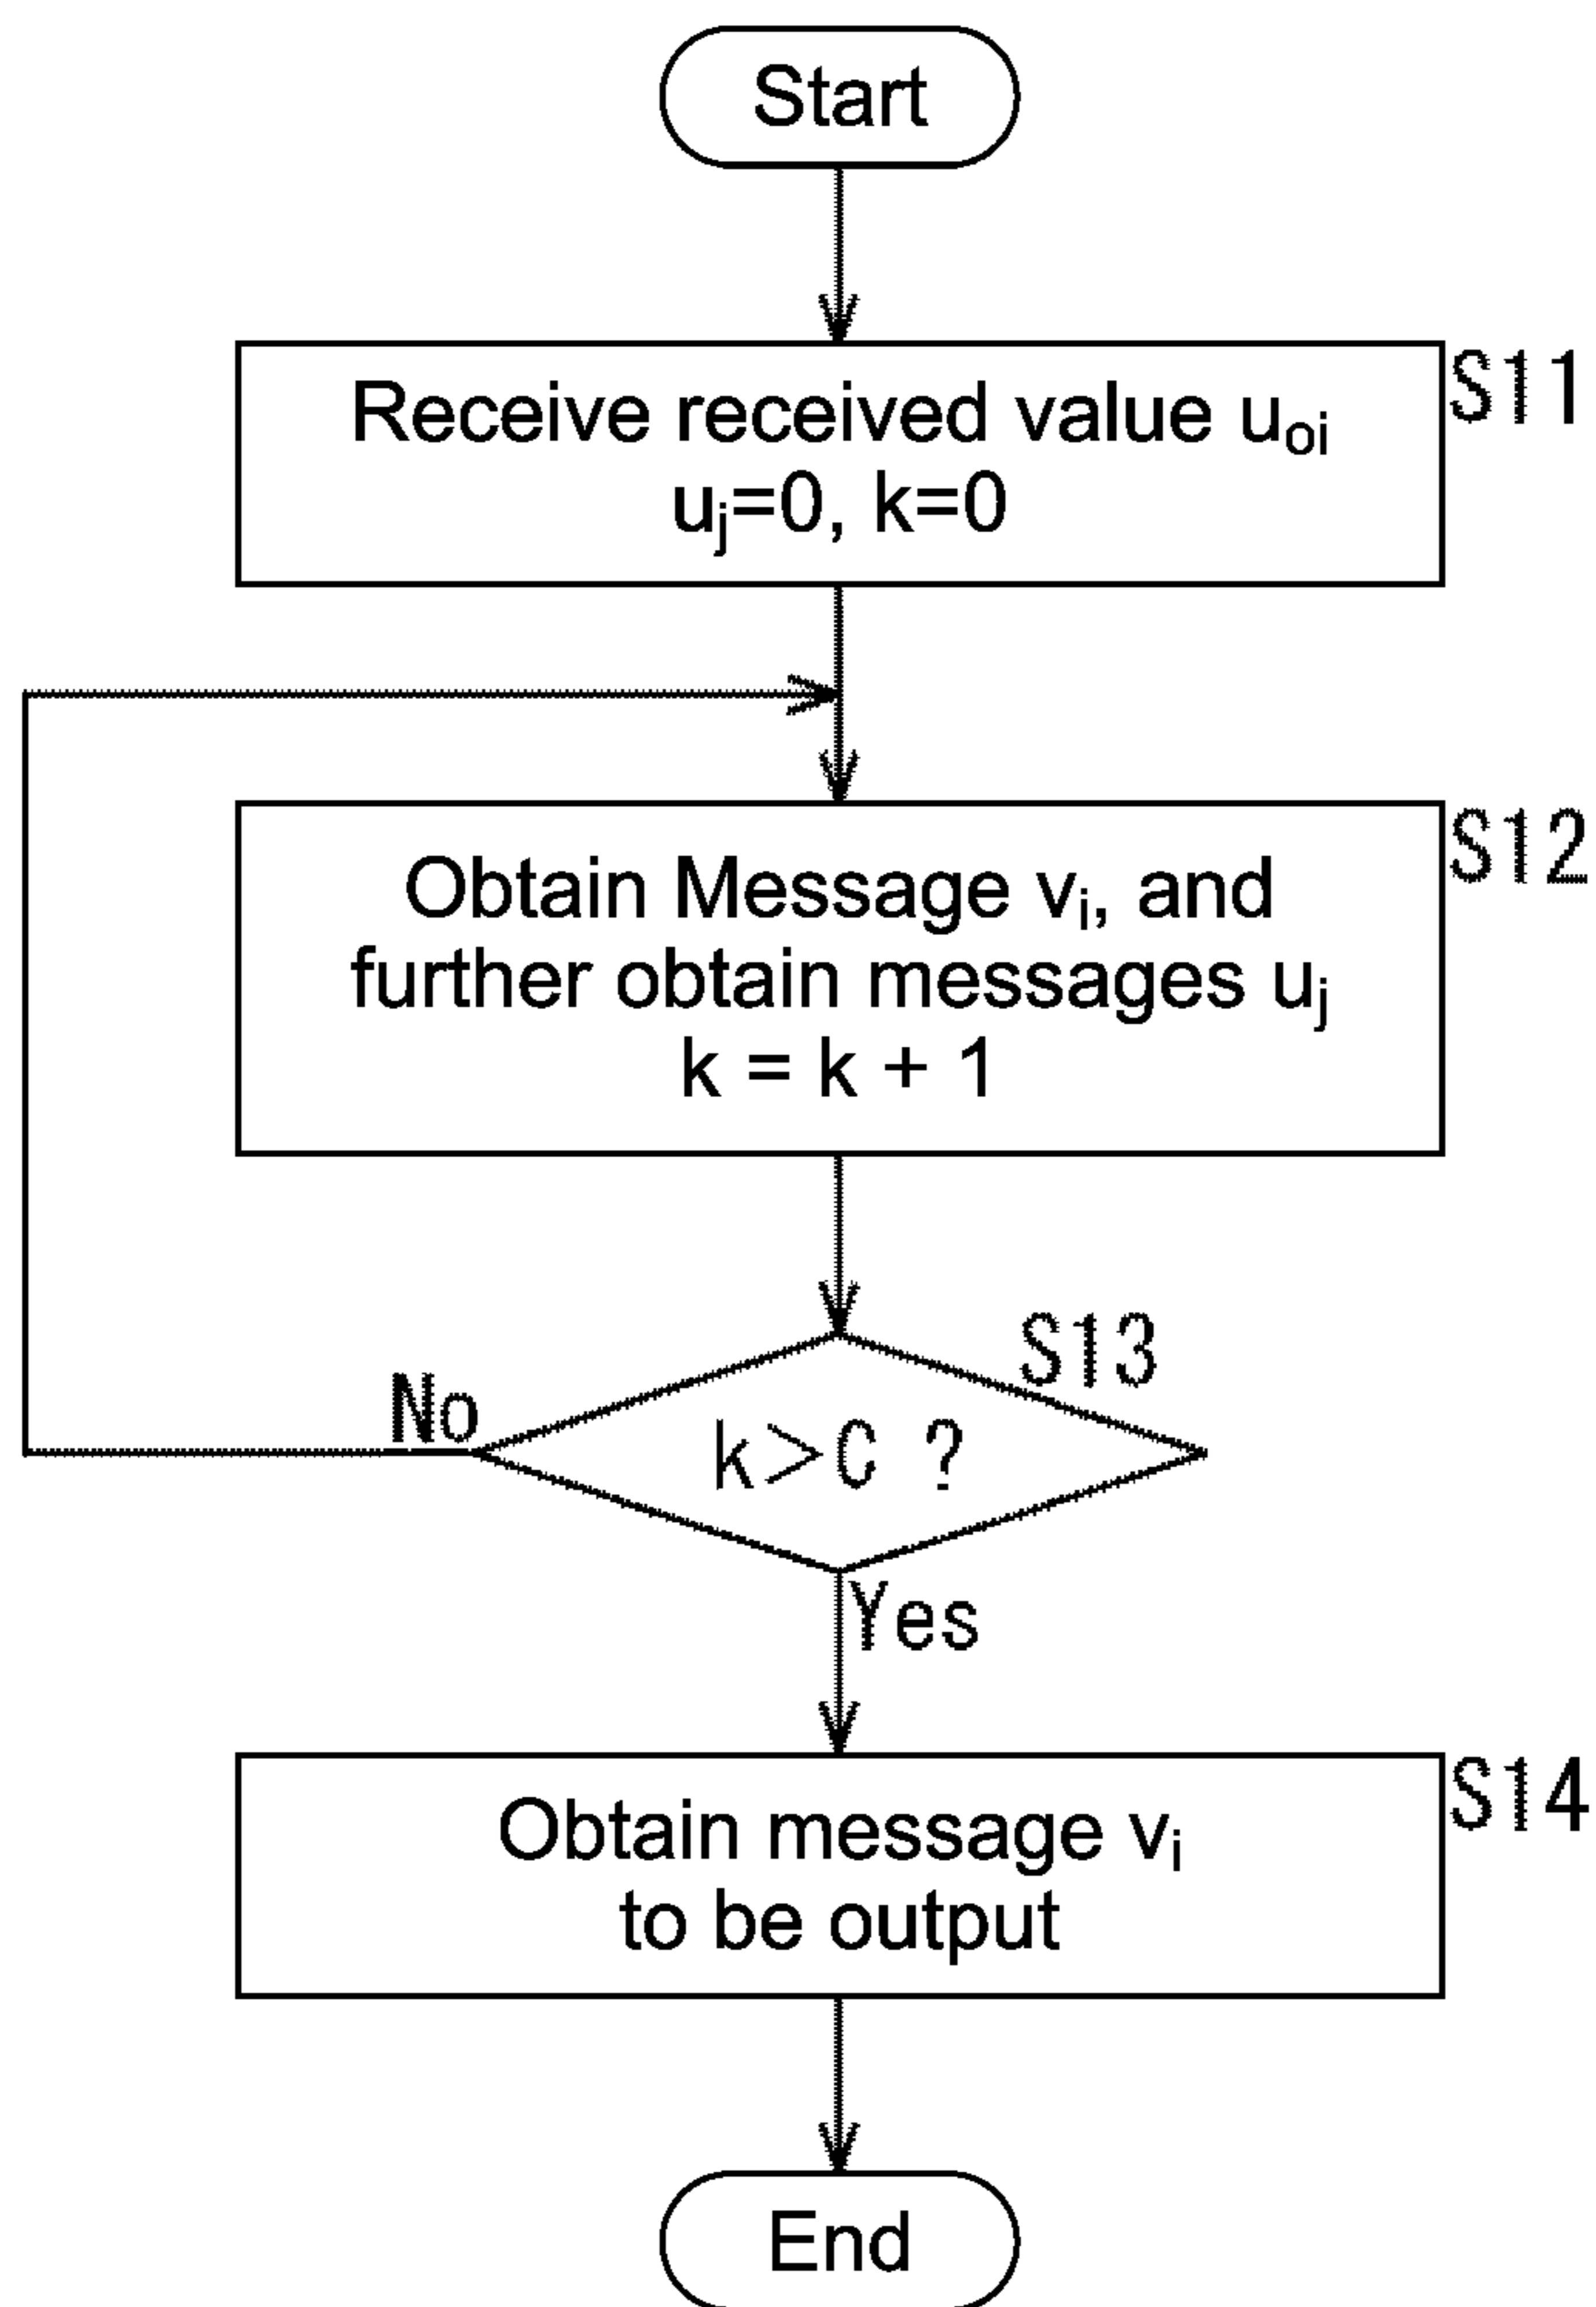 Start
S11
Receive received value u₀ᵢ
uⱼ=0, k=0
S12
Obtain Message vᵢ, and
further obtain messages uⱼ
k = k + 1
S13
No
k>C ?
Yes
S14
Obtain message vᵢ
to be output
End